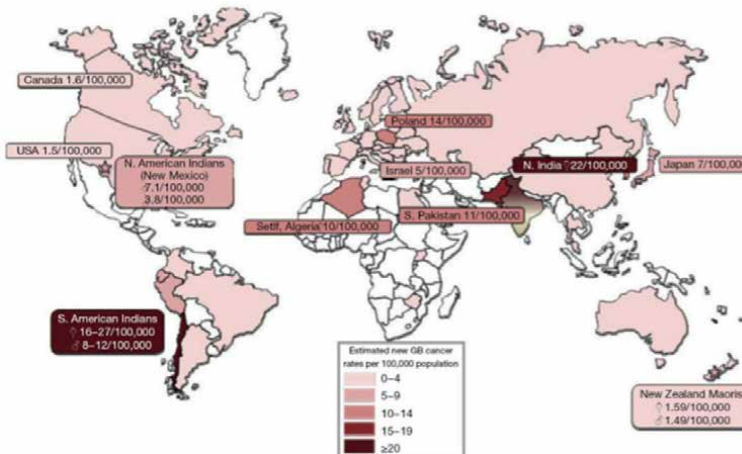 Canada 1.6/100,000
USA 1.5/100,000
N. American Indians
(New Mexico)
♀7.1/100,000
♂3.8/100,000
Poland 14/100,000
Israel 5/100,000
N. India ♀22/100,000
Japan 7/100,000
Setif, Algeria 10/100,000
S. Pakistan 11/100,000
S. American Indians
♀ 16–27/100,000
♂ 8–12/100,000
Estimated new GB cancer
rates per 100,000 population
0–4
5–9
10–14
15–19
≥20
New Zealand Maoris
♀ 1.59/100,000
♂ 1.49/100,000